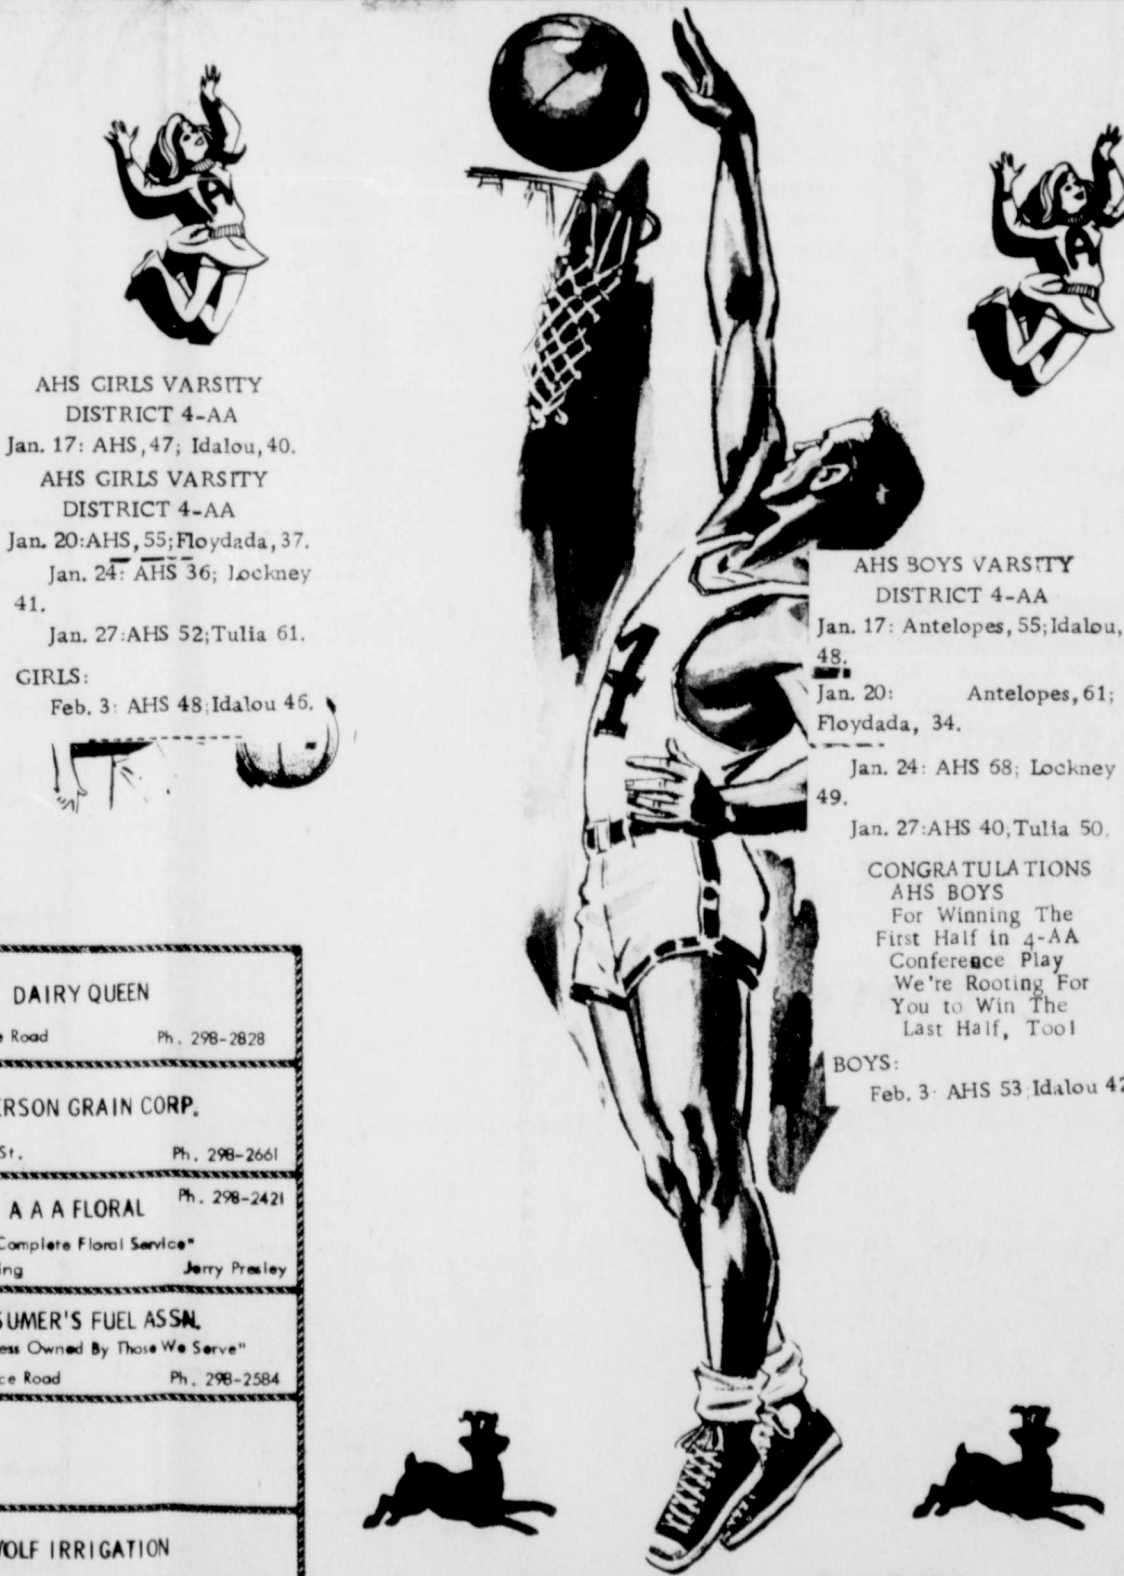 A
A
AHS GIRLS VARSITY
DISTRICT 4-AA
Jan. 17: AHS, 47; Idalou, 40.
AHS GIRLS VARSITY
DISTRICT 4-AA
Jan. 20:AHS, 55;Floydada, 37.
Jan. 24: AHS 36; Lockney
41.
Jan. 27:AHS 52;Tulia 61.
GIRLS:
Feb. 3: AHS 48;Idalou 46.
AHS BOYS VARSITY
DISTRICT 4-AA
Jan. 17: Antelopes, 55;Idalou,
48.
Jan. 20: Antelopes, 61;
Floydada, 34.
Jan. 24: AHS 68; Lockney
49.
Jan. 27:AHS 40;Tulia 50.
CONGRATULATIONS
AHS BOYS
For Winning The
First Half in 4-AA
Conference Play
We're Rooting For
You to Win The
Last Half, Too!
BOYS:
Feb. 3: AHS 53;Idalou 42
DAIRY QUEEN
Road Ph. 298-2828
ERSON GRAIN CORP.
St. Ph. 298-2661
A A A FLORAL Ph. 298-2421
Complete Floral Service"
ing Jerry Presley
SUMER'S FUEL ASSN.
ess Owned By Those We Serve"
ce Road Ph. 298-2584
OLF IRRIGATION